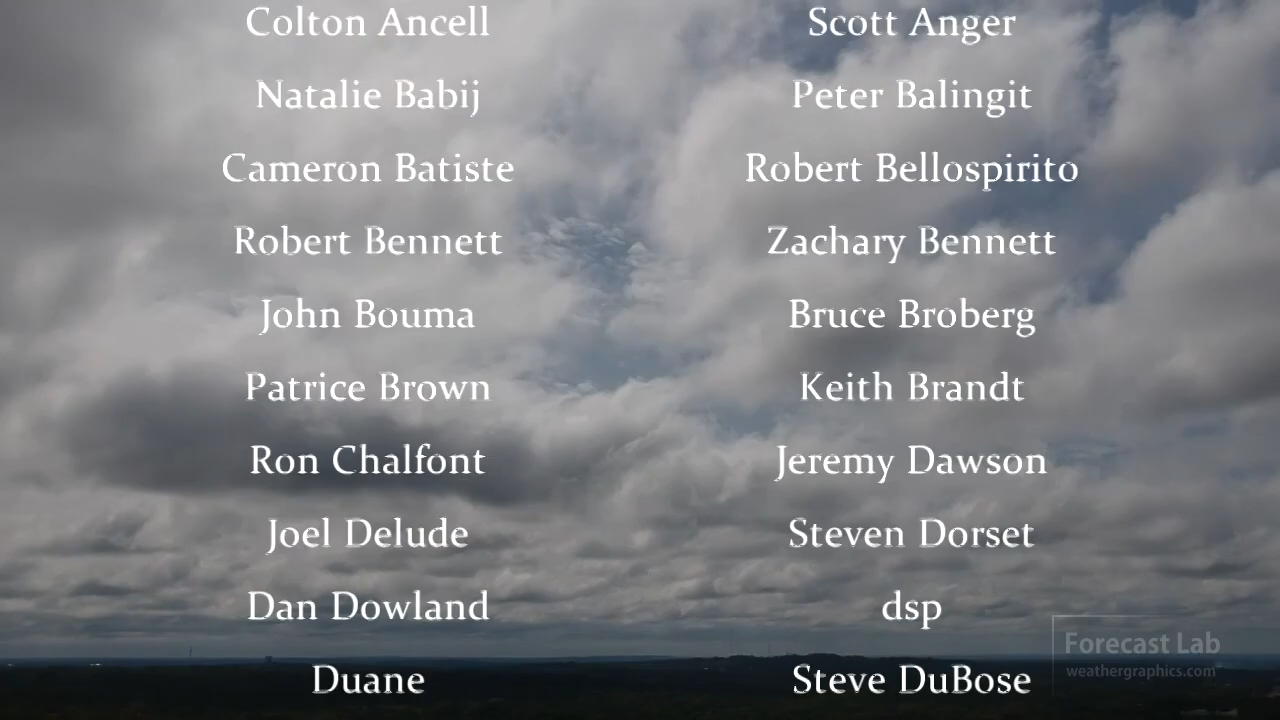 Colton Ancell Scott Anger
Natalie Babij Peter Balingit
Cameron Batiste Robert Bellospirito
Robert Bennett Zachary Bennett
John Bouma Bruce Broberg
Patrice Brown Keith Brandt
Ron Chalfont Jeremy Dawson
Joel Delude Steven Dorset
Dan Dowland dsp
Duane Steve DuBose
Forecast Lab
weathergraphics.com